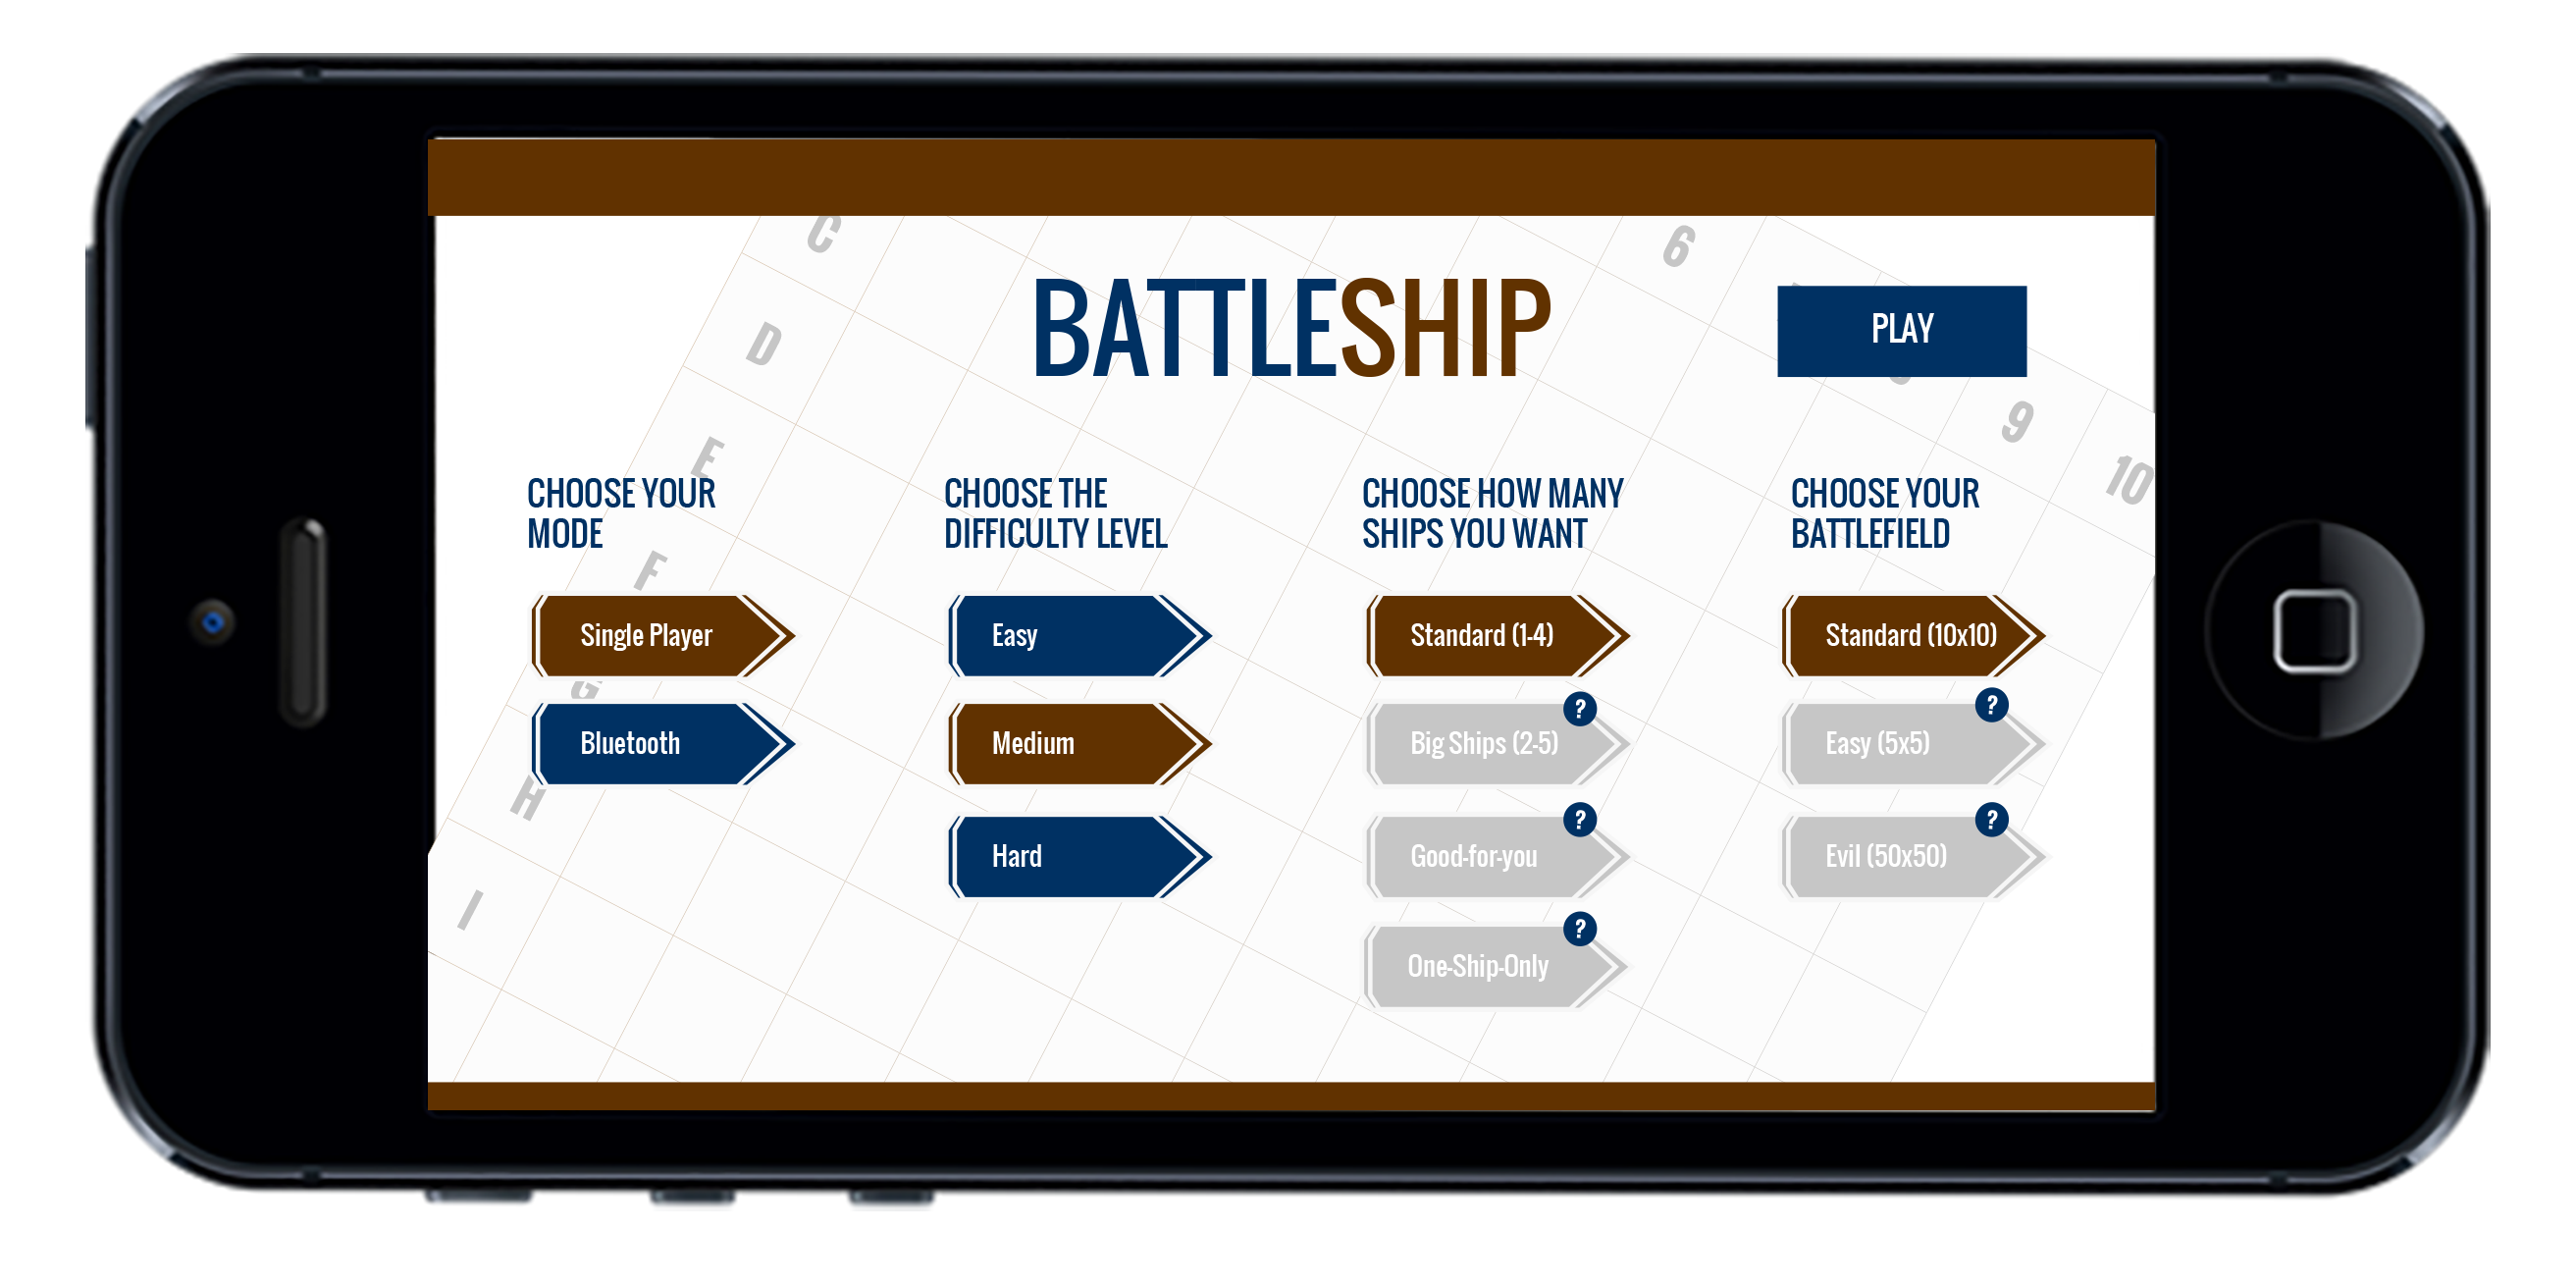 C
6
D
BATTLESHIP
PLAY
9
10
E
CHOOSE YOUR
MODE
CHOOSE THE
DIFFICULTY LEVEL
CHOOSE HOW MANY
SHIPS YOU WANT
CHOOSE YOUR
BATTLEFIELD
F
Single Player
Easy
Standard (1-4)
Standard (10x10)
G
Bluetooth
Medium
Big Ships (2-5)
?
Easy (5x5)
?
H
Hard
Good-for-you
?
Evil (50x50)
?
I
One-Ship-Only
?